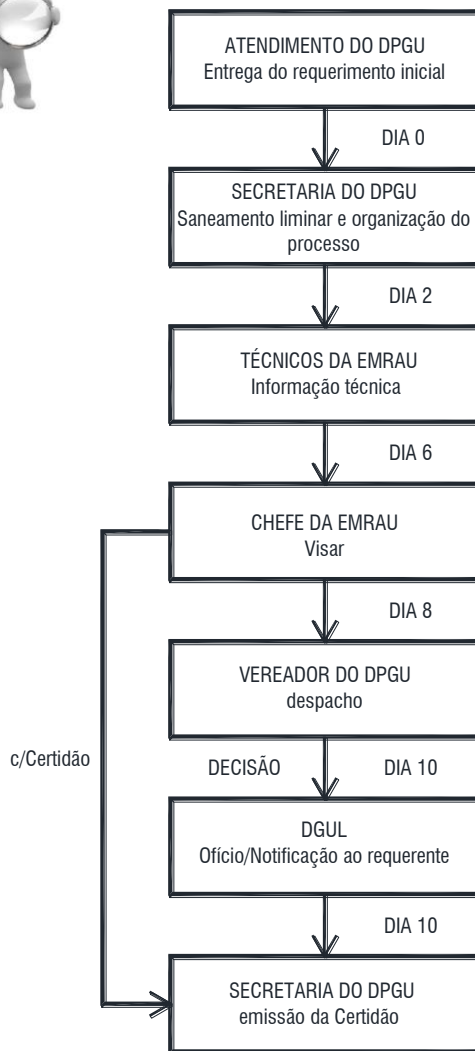 ATENDIMENTO DO DPGU
Entrega do requerimento inicial
DIA 0
SECRETARIA DO DPGU
Saneamento liminar e organização do
processo
DIA 2
TÉCNICOS DA EMRAU
Informação técnica
DIA 6
CHEFE DA EMRAU
Visar
DIA 8
VEREADOR DO DPGU
despacho
c/Certidão
DECISÃO
DIA 10
DGUL
Ofício/Notificação ao requerente
DIA 10
SECRETARIA DO DPGU
emissão da Certidão